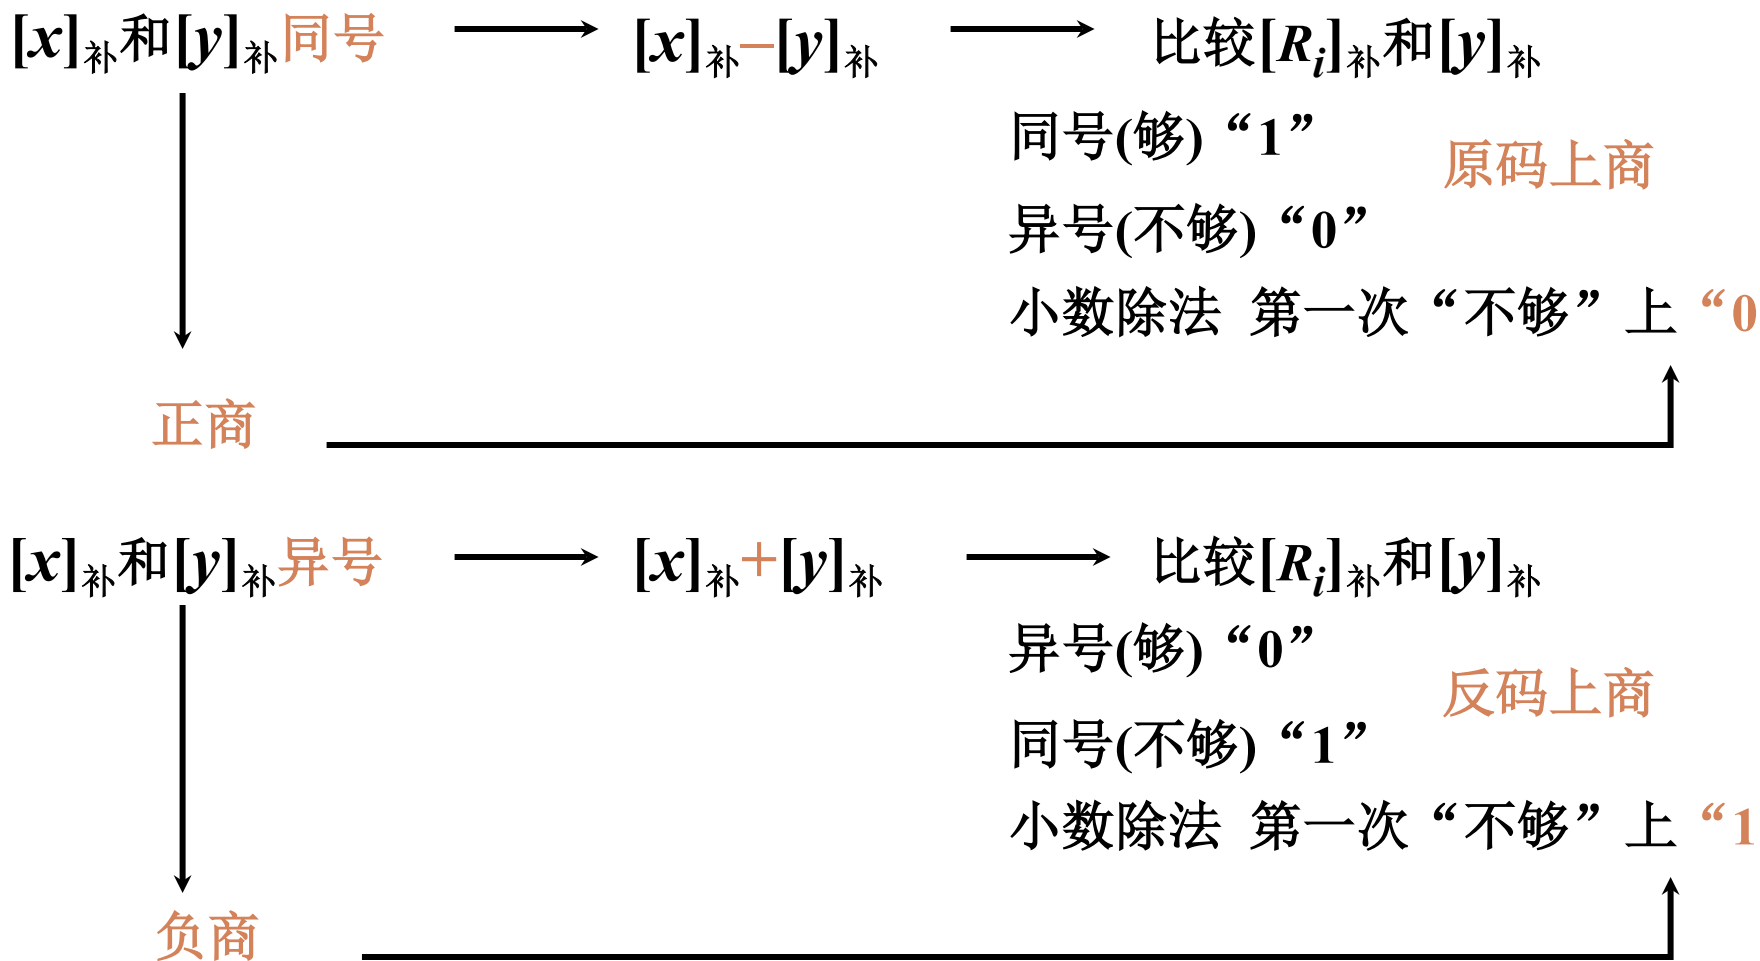 [x]补和[y]补同号 [x]补−[y]补 比较[Ri]补和[y]补
同号(够)“1”
原码上商
异号(不够)“0”
小数除法 第一次“不够”上“0
正商
[x]补和[y]补异号 [x]补+[y]补 比较[Ri]补和[y]补
异号(够)“0”
反码上商
同号(不够)“1”
小数除法 第一次“不够”上“1
负商